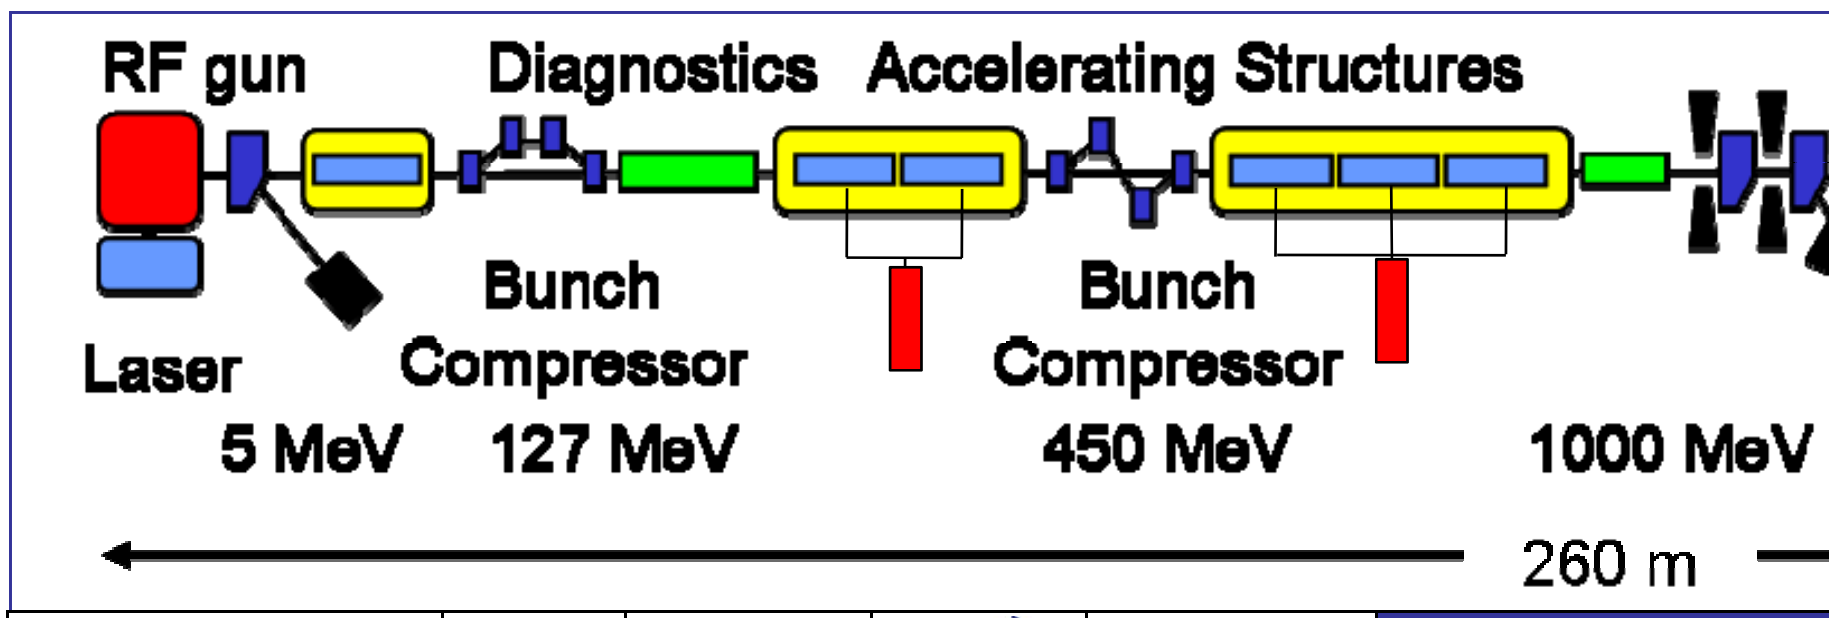 RF gun
Diagnostics
Accelerating Structures
Bunch
Compressor
Bunch
Compressor
Laser
5 MeV
127 MeV
450 MeV
1000 MeV
260 m